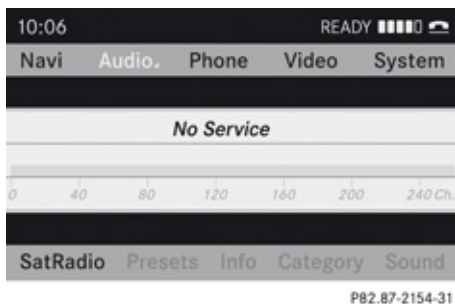 10:06 READY
Navi Audio. Phone Video System
No Service
0 40 80 120 160 200 240 Ch.
SatRadio Presets Info Category Sound
P82.87-2154-31